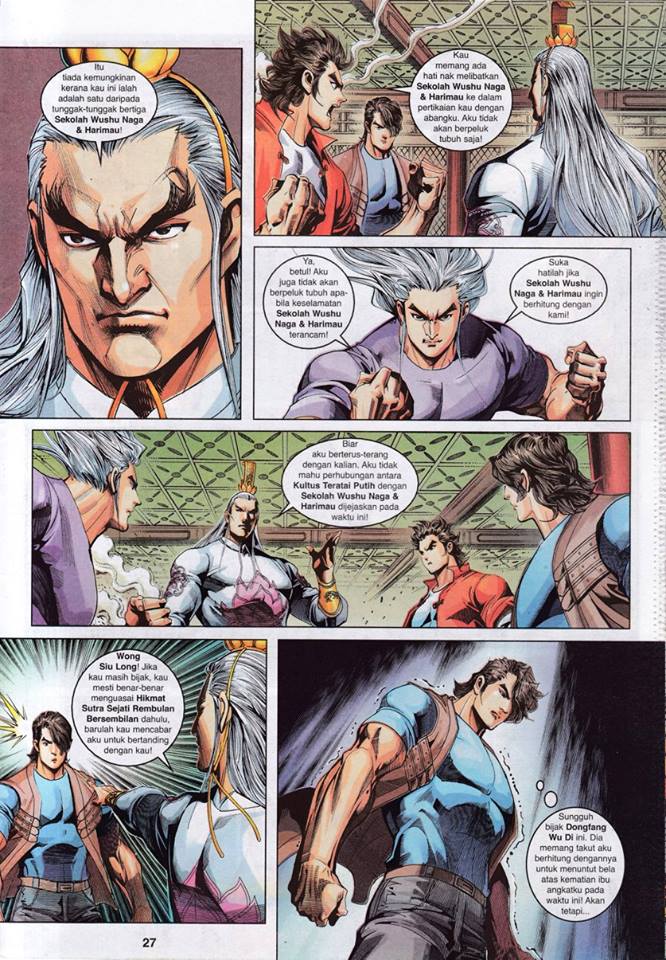 Itu
tiada kemungkinan
kerana kau ini ialah
adalah satu daripada
tunggak-tunggak bertiga
Sekolah Wushu Naga
& Harimau!
Kau
memang ada
hati nak melibatkan
Sekolah Wushu Naga
& Harimau ke dalam
pertikaian kau dengan
abangku. Aku tidak
akan berpeluk
tubuh saja!
Ya,
betul! Aku
juga tidak akan
berpeluk tubuh apa-
bila keselamatan
Sekolah Wushu
Naga & Harimau
terancam!
Suka
hatilah jika
Sekolah Wushu
Naga & Harimau ingin
berhitung dengan
kami!
Biar
aku berterus-terang
dengan kalian. Aku tidak
mahu perhubungan antara
Kultus Teratai Putih dengan
Sekolah Wushu Naga &
Harimau dijejaskan pada
waktu ini!
Wong
Siu Long! Jika
kau masih bijak, kau
mesti benar-benar
menguasai Hikmat
Sutra Sejati Rembulan
Bersembilan dahulu,
barulah kau mencabar
aku untuk bertanding
dengan kau!
Sungguh
bijak Dongfang
Wu Di ini. Dia
memang takut aku
berhitung dengannya
untuk menuntut bela
atas kematian ibu
angkatku pada
waktu ini! Akan
tetapi...
27